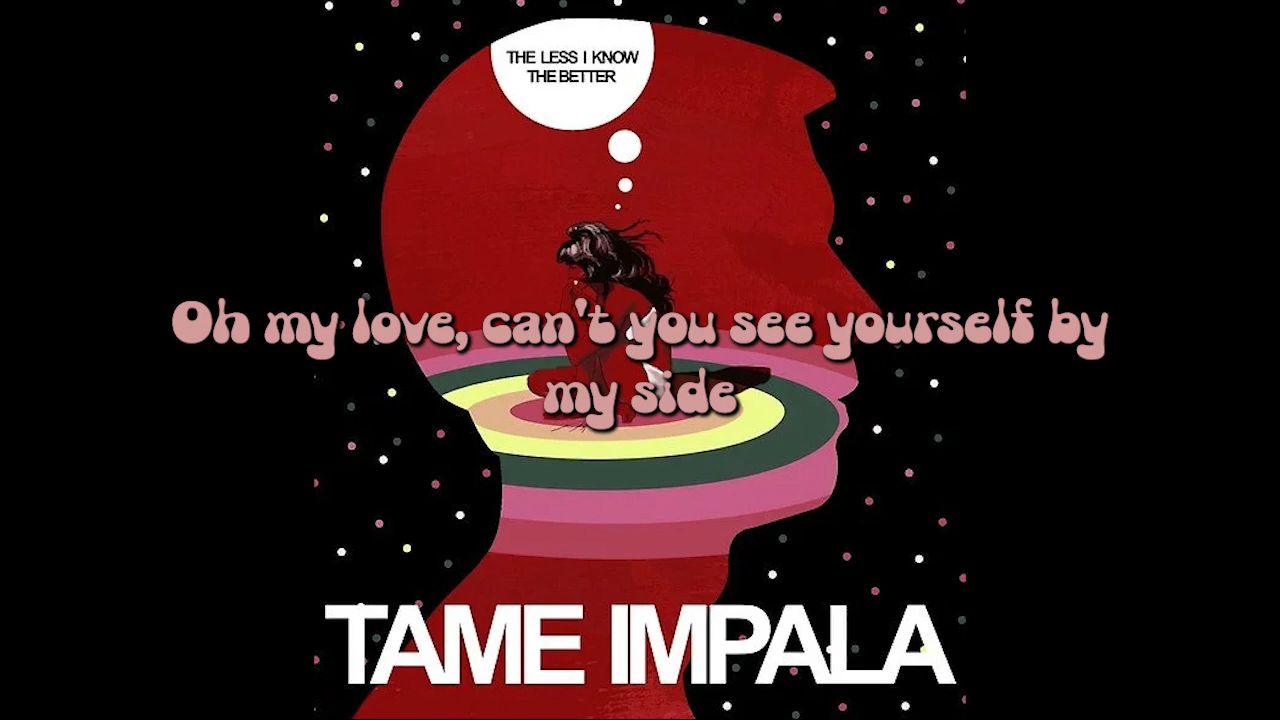 THE LESS I KNOW
THE BETTER
Oh my love, can't you see yourself by
my side
TAME IMPALA